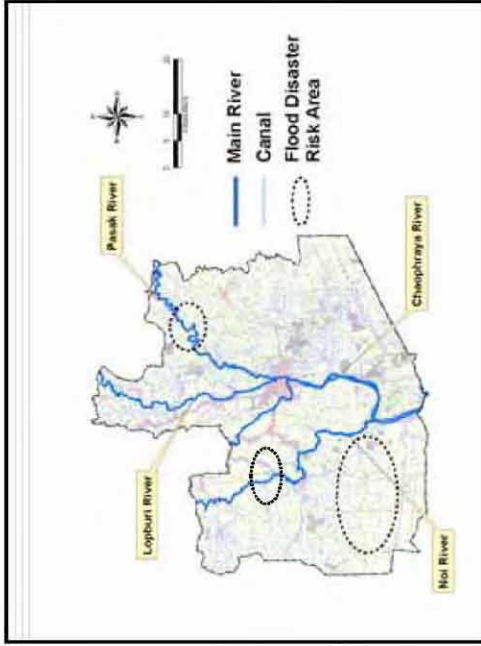 Pasak River
Lopburi River
Main River
Canal
Flood Disaster
Risk Area
Chaophraya River
Noi River